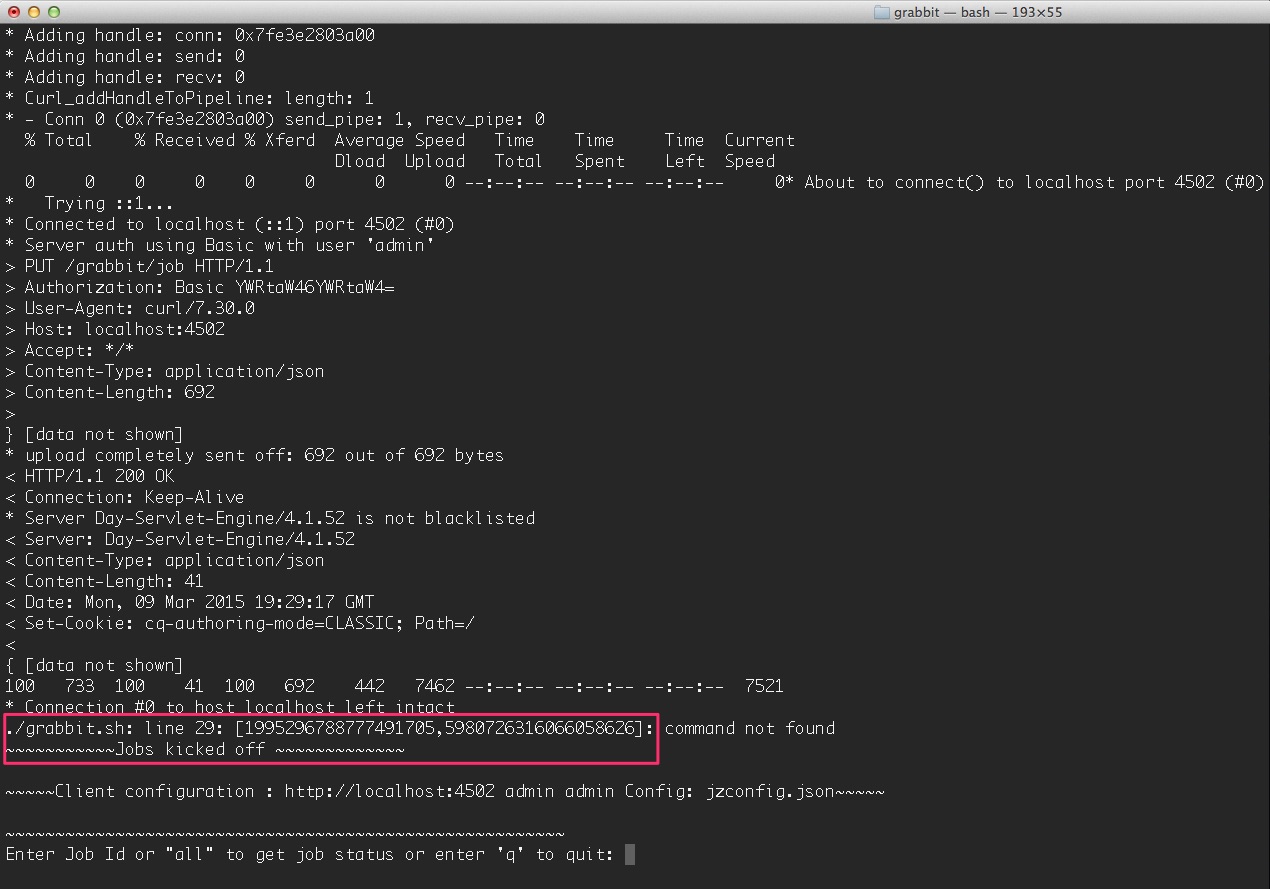 grabbit — bash — 193×55
* Adding handle: conn: 0x7fe3e2803a00
* Adding handle: send: 0
* Adding handle: recv: 0
* Curl_addHandleToPipeline: length: 1
* - Conn 0 (0x7fe3e2803a00) send_pipe: 1, recv_pipe: 0
  % Total    % Received % Xferd  Average Speed   Time    Time     Time  Current
                                 Dload  Upload   Total   Spent    Left  Speed
  0     0    0     0    0     0      0      0 --:--:-- --:--:-- --:--:--     0* About to connect() to localhost port 4502 (#0)
*   Trying ::1...
* Connected to localhost (::1) port 4502 (#0)
* Server auth using Basic with user 'admin'
> PUT /grabbit/job HTTP/1.1
> Authorization: Basic YWRtaW46YWRtaW4=
> User-Agent: curl/7.30.0
> Host: localhost:4502
> Accept: */*
> Content-Type: application/json
> Content-Length: 692
>
} [data not shown]
* upload completely sent off: 692 out of 692 bytes
< HTTP/1.1 200 OK
< Connection: Keep-Alive
* Server Day-Servlet-Engine/4.1.52 is not blacklisted
< Server: Day-Servlet-Engine/4.1.52
< Content-Type: application/json
< Content-Length: 41
< Date: Mon, 09 Mar 2015 19:29:17 GMT
< Set-Cookie: cq-authoring-mode=CLASSIC; Path=/
<
{ [data not shown]
100   733  100    41  100   692    442   7462 --:--:-- --:--:-- --:--:--  7521
* Connection #0 to host localhost left intact
./grabbit.sh: line 29: [1995296788777491705,5980726316066058626]: command not found
~~~~~~~~~~~Jobs kicked off ~~~~~~~~~~~~~
~~~~~Client configuration : http://localhost:4502 admin admin Config: jzconfig.json~~~~~
~~~~~~~~~~~~~~~~~~~~~~~~~~~~~~~~~~~~~~~~~~~~~~~~~~~~~~~~
Enter Job Id or "all" to get job status or enter 'q' to quit: